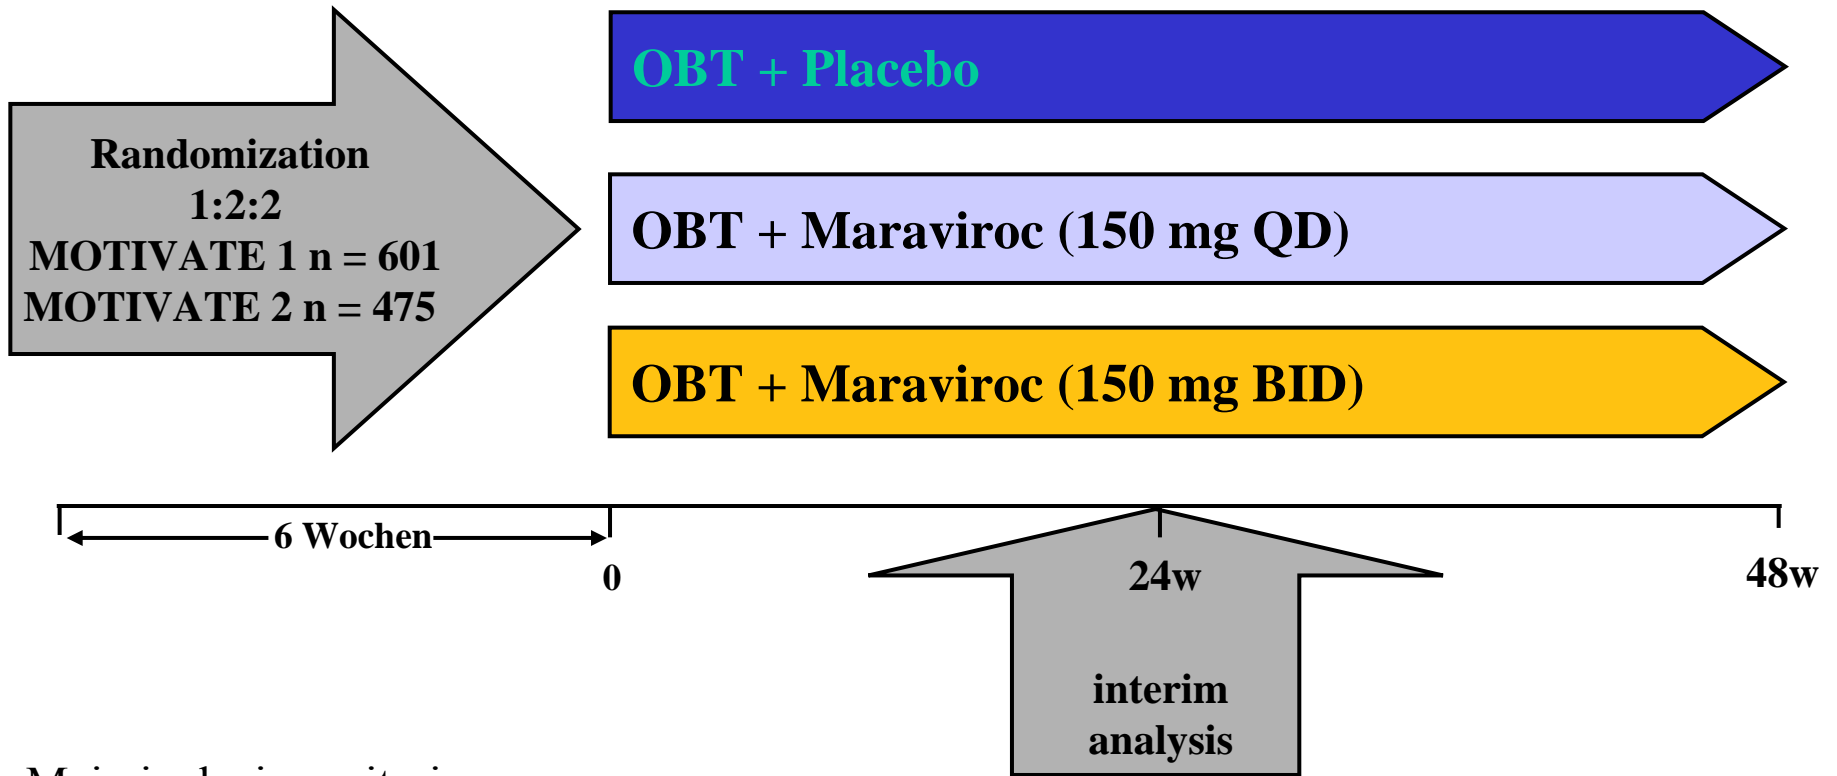 OBT + Placebo
Randomization
1:2:2
MOTIVATE 1 n = 601
MOTIVATE 2 n = 475
OBT + Maraviroc (150 mg QD)
OBT + Maraviroc (150 mg BID)
6 Wochen
0
24w
48w
interim
analysis